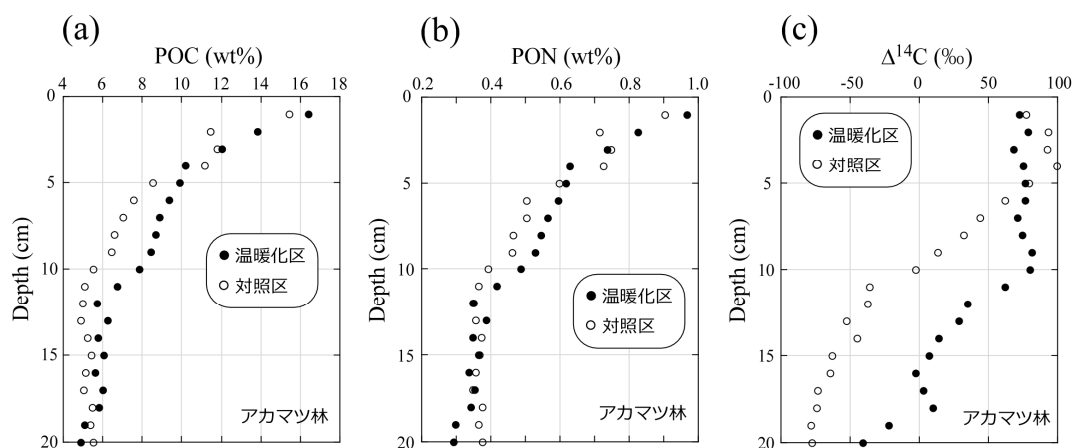 (a)
POC (wt%)
4 6 8 10 12 14 16 18
0
5
10
15
20
Depth (cm)
温暖化区
対照区
アカマツ林
(b)
PON (wt%)
0.2 0.4 0.6 0.8 1.0
0
5
10
15
20
Depth (cm)
温暖化区
対照区
アカマツ林
(c)
Δ¹⁴C (‰)
-100 -50 0 50 100
0
5
10
15
20
Depth (cm)
温暖化区
対照区
アカマツ林